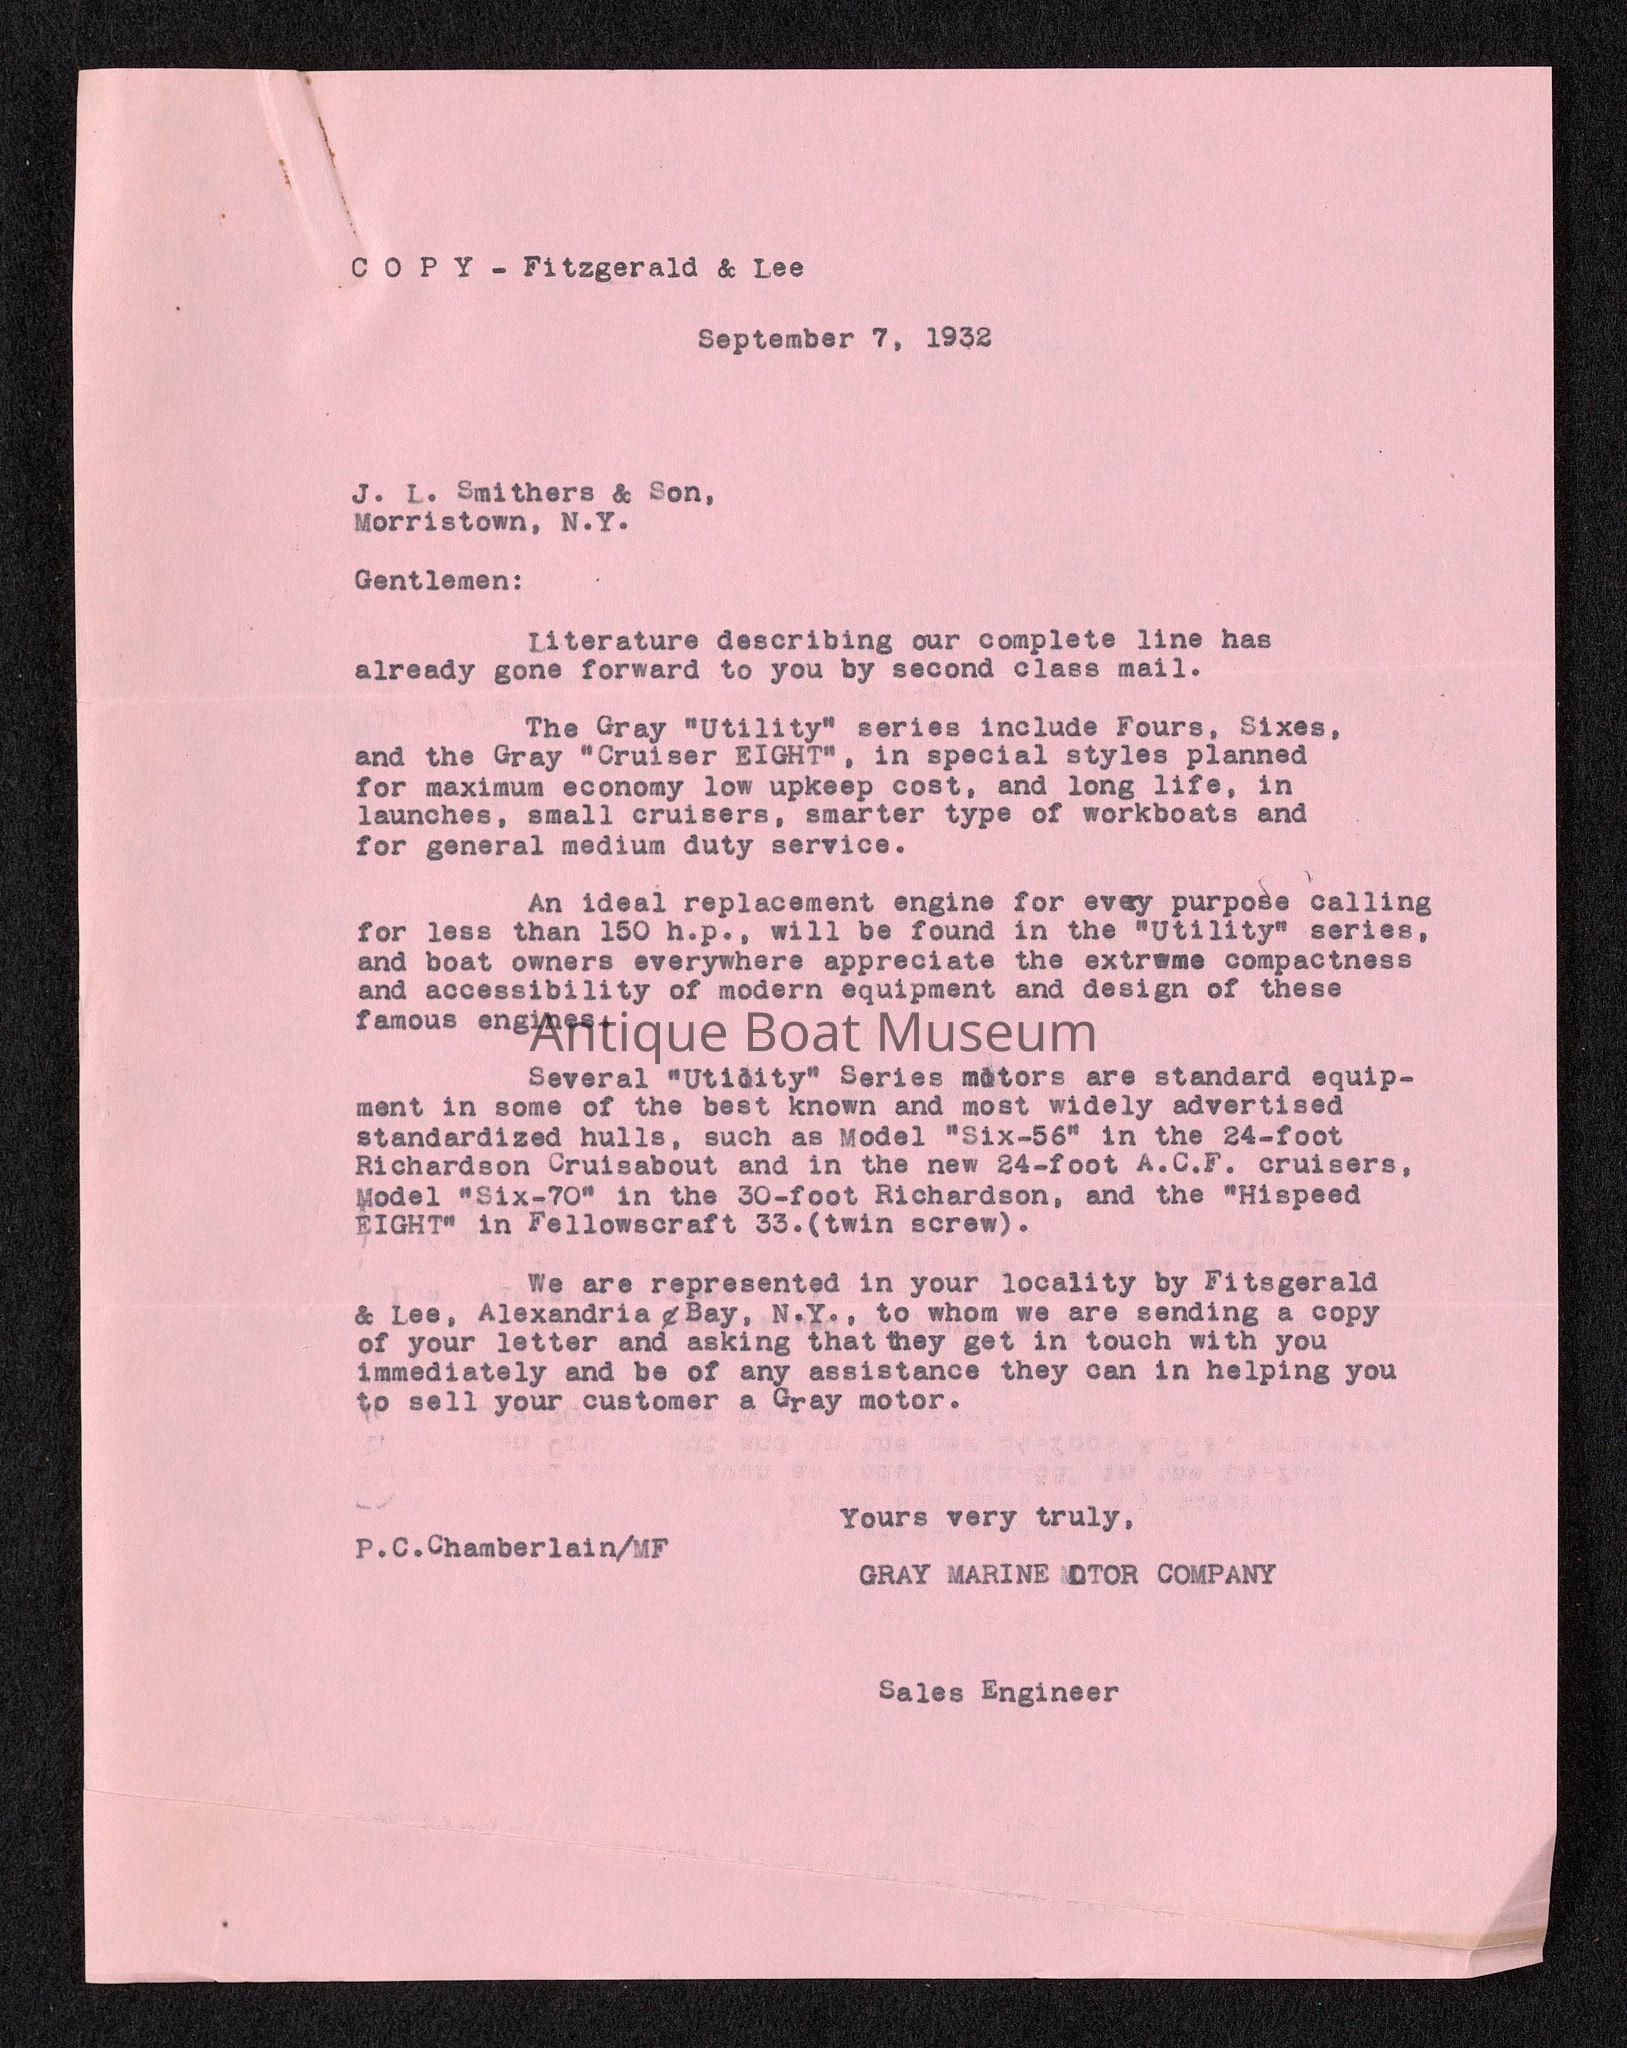 C O P Y - Fitzgerald & Lee
September 7, 1932
J. L. Smithers & Son,
Morristown, N.Y.
Gentlemen:
Literature describing our complete line has
already gone forward to you by second class mail.
The Gray "Utility" series include Fours, Sixes,
and the Gray "Cruiser EIGHT", in special styles planned
for maximum economy low upkeep cost, and long life, in
launches, small cruisers, smarter type of workboats and
for general medium duty service.
An ideal replacement engine for evey purpose calling
for less than 150 h.p., will be found in the "Utility" series,
and boat owners everywhere appreciate the extreme compactness
and accessibility of modern equipment and design of these
famous engines.
Antique Boat Museum
Several "Utility" Series motors are standard equip-
ment in some of the best known and most widely advertised
standardized hulls, such as Model "Six-56" in the 24-foot
Richardson Cruisabout and in the new 24-foot A.C.F. cruisers,
Model "Six-70" in the 30-foot Richardson, and the "Hispeed
EIGHT" in Fellowscraft 33.(twin screw).
We are represented in your locality by Fitsgerald
& Lee, Alexandria Bay, N.Y., to whom we are sending a copy
of your letter and asking that they get in touch with you
immediately and be of any assistance they can in helping you
to sell your customer a Gray motor.
Yours very truly,
P.C.Chamberlain/MF
GRAY MARINE MOTOR COMPANY
Sales Engineer